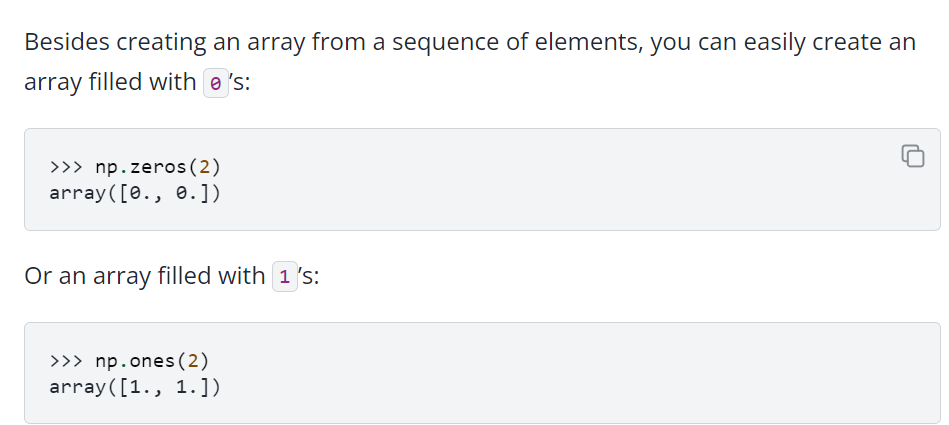 Besides creating an array from a sequence of elements, you can easily create an
array filled with 0's:
>>> np.zeros(2)
array([0., 0.])
Or an array filled with 1's:
>>> np.ones(2)
array([1., 1.])